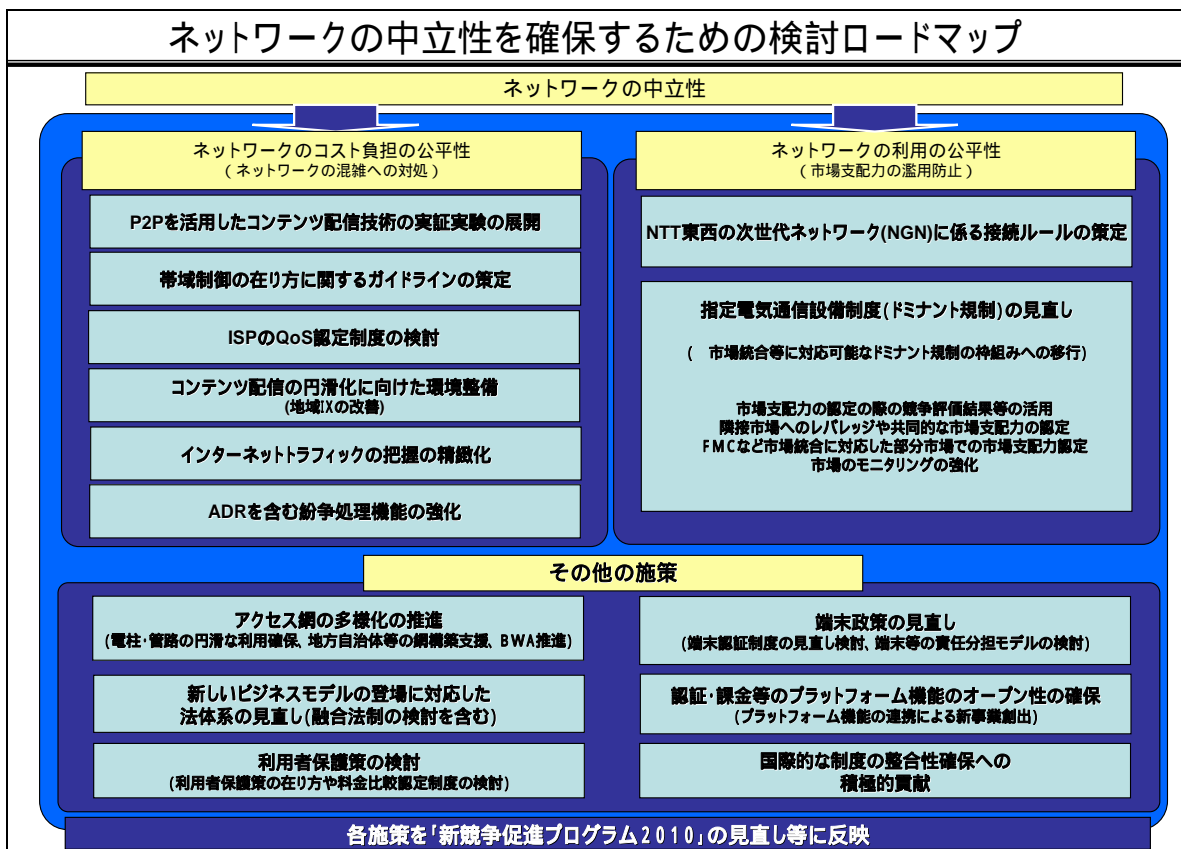 ネットワークの中立性を確保するための検討ロードマップ
ネットワークの中立性
ネットワークのコスト負担の公平性
(ネットワークの混雑への対処)
P2Pを活用したコンテンツ配信技術の実証実験の展開
帯域制御の在り方に関するガイドラインの策定
ISPのQoS認定制度の検討
コンテンツ配信の円滑化に向けた環境整備
(地域IXの改善)
インターネットトラフィックの把握の精緻化
ADRを含む紛争処理機能の強化
ネットワークの利用の公平性
(市場支配力の濫用防止)
NTT東西の次世代ネットワーク(NGN)に係る接続ルールの策定
指定電気通信設備制度(ドミナント規制)の見直し
( 市場統合等に対応可能なドミナント規制の枠組みへの移行)
市場支配力の認定の際の競争評価結果等の活用
隣接市場へのレバレッジや共同的な市場支配力の認定
FMCなど市場統合に対応した部分市場での市場支配力認定
市場のモニタリングの強化
その他の施策
アクセス網の多様化の推進
(電柱・管路の円滑な利用確保、地方自治体等の網構築支援、BWA推進)
新しいビジネスモデルの登場に対応した
法体系の見直し(融合法制の検討を含む)
利用者保護策の検討
(利用者保護策の在り方や料金比較認定制度の検討)
端末政策の見直し
(端末認証制度の見直し検討、端末等の責任分担モデルの検討)
認証・課金等のプラットフォーム機能のオープン性の確保
(プラットフォーム機能の連携による新事業創出)
国際的な制度の整合性確保への
積極的貢献
各施策を「新競争促進プログラム2010」の見直し等に反映